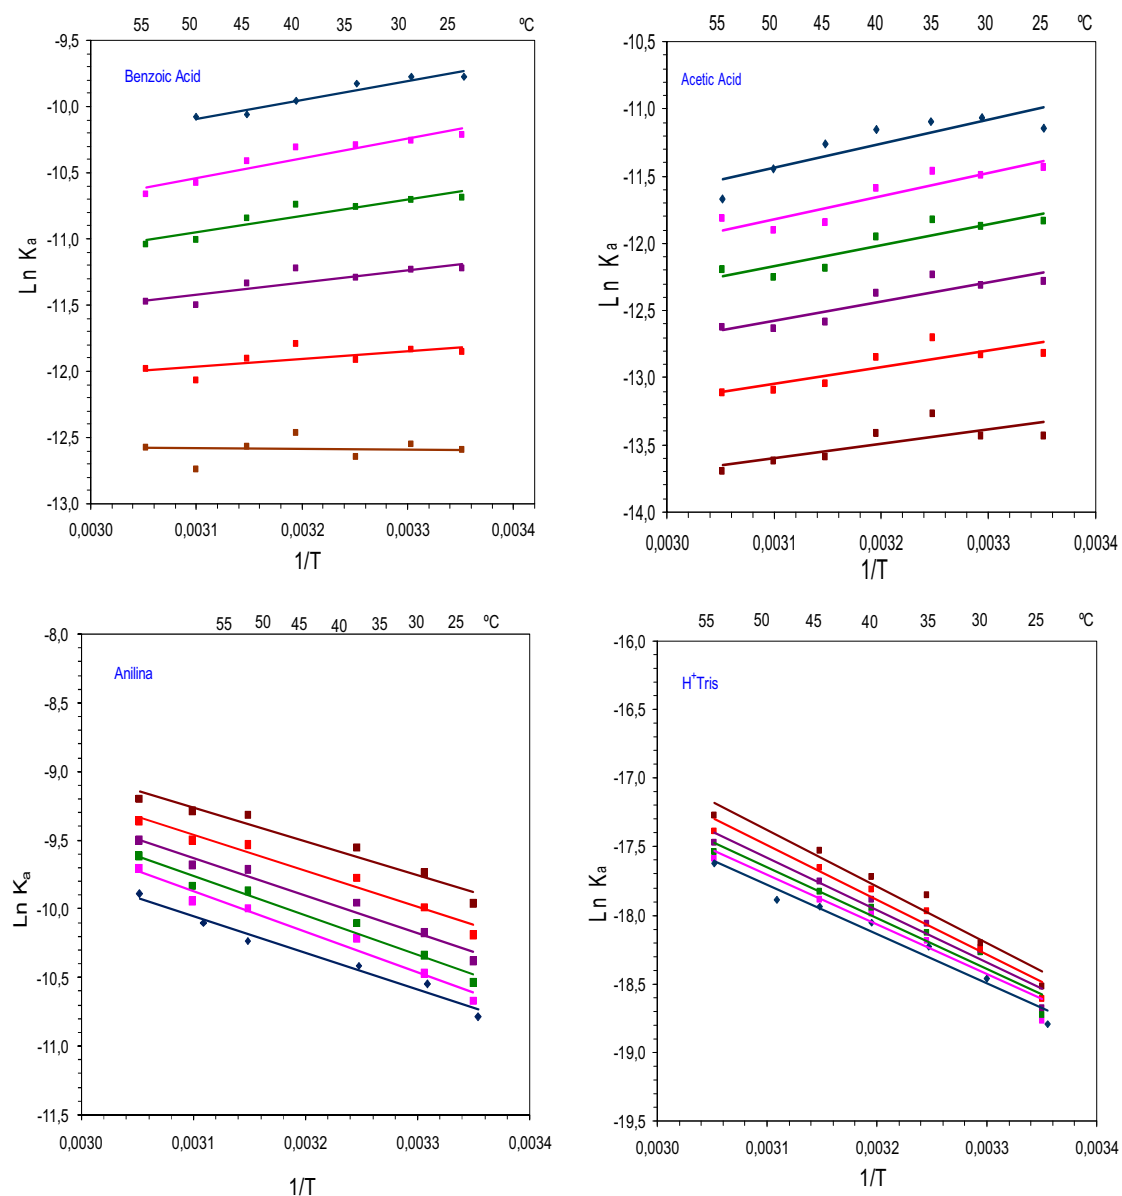 55 50 45 40 35 30 25 ºC
-9,5
Benzoic Acid
-10,0
-10,5
-11,0
-11,5
-12,0
-12,5
-13,0
Ln Ka
0,0030 0,0031 0,0032 0,0033 0,0034
1/T
55 50 45 40 35 30 25 ºC
-10,5
Acetic Acid
-11,0
-11,5
-12,0
-12,5
-13,0
-13,5
-14,0
Ln Ka
0,0030 0,0031 0,0032 0,0033 0,0034
1/T
55 50 45 40 35 30 25 ºC
-8,0
Anilina
-8,5
-9,0
-9,5
-10,0
-10,5
-11,0
-11,5
Ln Ka
0,0030 0,0031 0,0032 0,0033 0,0034
1/T
55 50 45 40 35 30 25 ºC
-16,0
H⁺Tris
-16,5
-17,0
-17,5
-18,0
-18,5
-19,0
-19,5
Ln Ka
0,0030 0,0031 0,0032 0,0033 0,0034
1/T